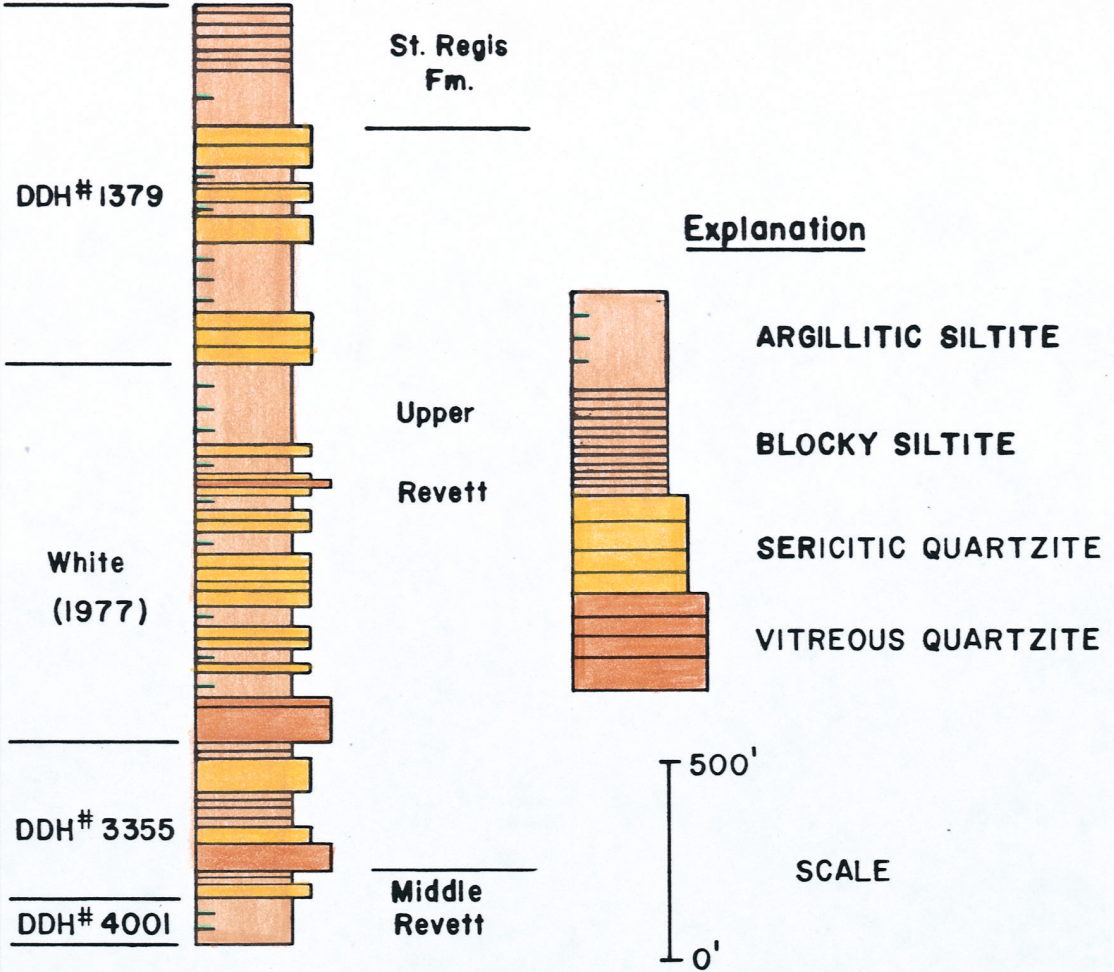 St. Regis
Fm.
DDH# 1379
Explanation
ARGILLITIC SILTITE
Upper
BLOCKY SILTITE
Revett
SERICITIC QUARTZITE
White
(1977)
VITREOUS QUARTZITE
500'
DDH# 3355
SCALE
Middle
Revett
DDH# 4001
0'